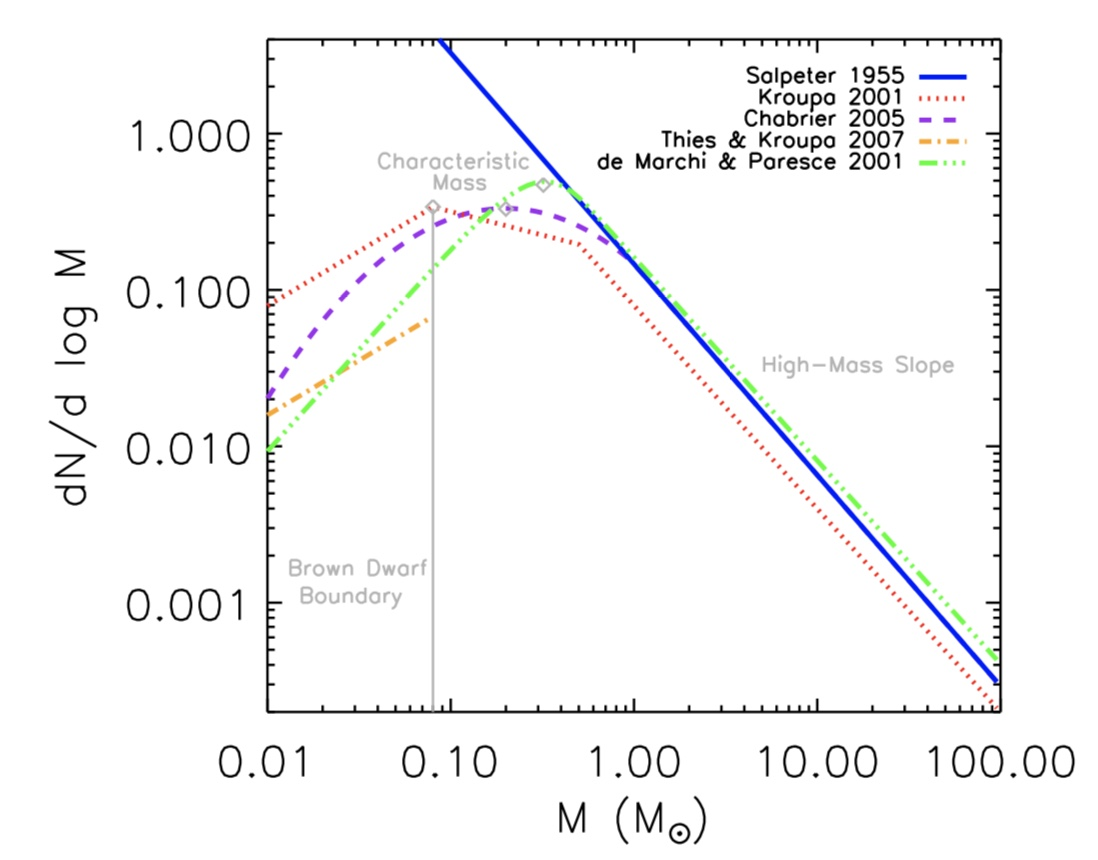 Salpeter 1955
Kroupa 2001
Chabrier 2005
Thies & Kroupa 2007
de Marchi & Paresce 2001
1.000
Characteristic
Mass
dN/d log M
0.100
High-Mass Slope
0.010
Brown Dwarf
Boundary
0.001
0.01 0.10 1.00 10.00 100.00
M (M☉)